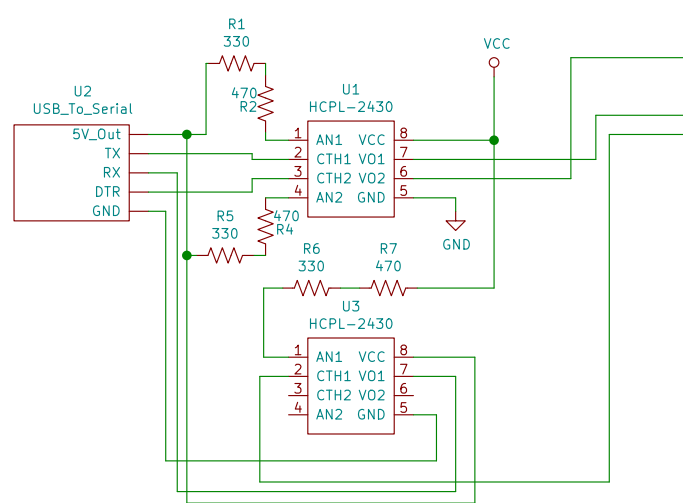 R1
330
VCC
470
R2
U1
HCPL-2430
U2
USB_To_Serial
5V_Out
TX
RX
DTR
GND
1 AN1 VCC 8
2 CTH1 VO1 7
3 CTH2 VO2 6
4 AN2 GND 5
R5
330
470
R4
GND
R6
330
R7
470
U3
HCPL-2430
1 AN1 VCC 8
2 CTH1 VO1 7
3 CTH2 VO2 6
4 AN2 GND 5